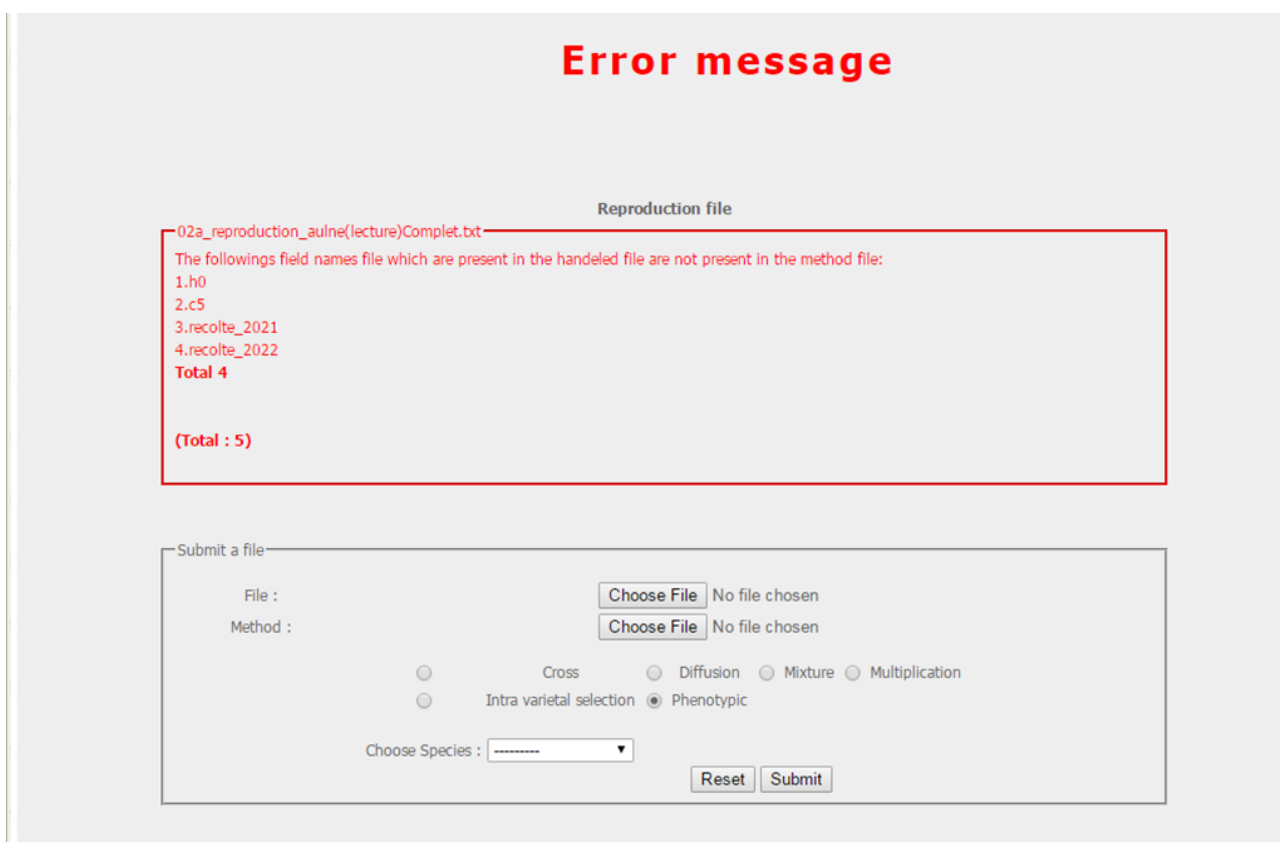 Error message
Reproduction file
02a_reproduction_aulne(lecture)Complet.txt
The followings field names file which are present in the handeled file are not present in the method file:
1.h0
2.c5
3.recolte_2021
4.recolte_2022
Total 4
(Total : 5)
Submit a file
File : Choose File No file chosen
Method : Choose File No file chosen
Cross Diffusion Mixture Multiplication
Intra varietal selection Phenotypic
Choose Species : ---------
Reset Submit